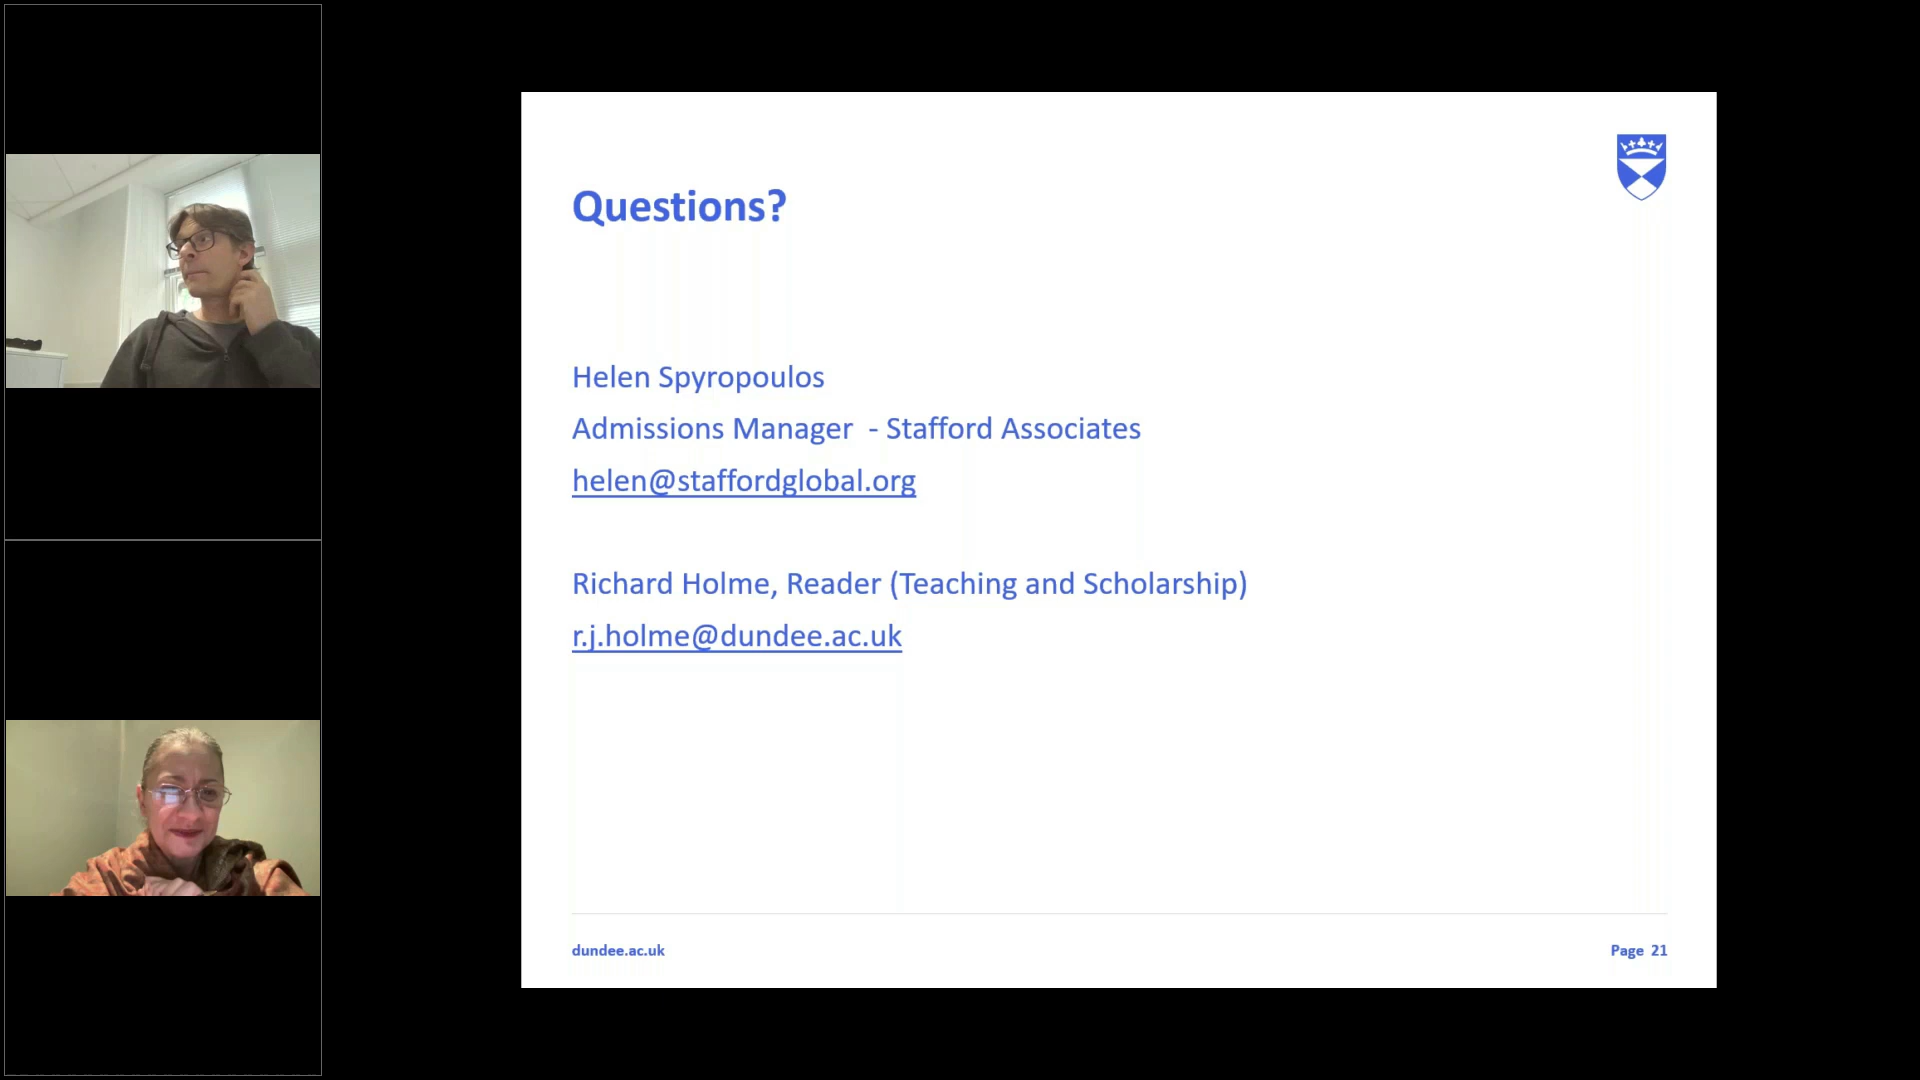 Questions?
Helen Spyropoulos
Admissions Manager  - Stafford Associates
helen@staffordglobal.org
Richard Holme, Reader (Teaching and Scholarship)
r.j.holme@dundee.ac.uk
dundee.ac.uk
Page 21